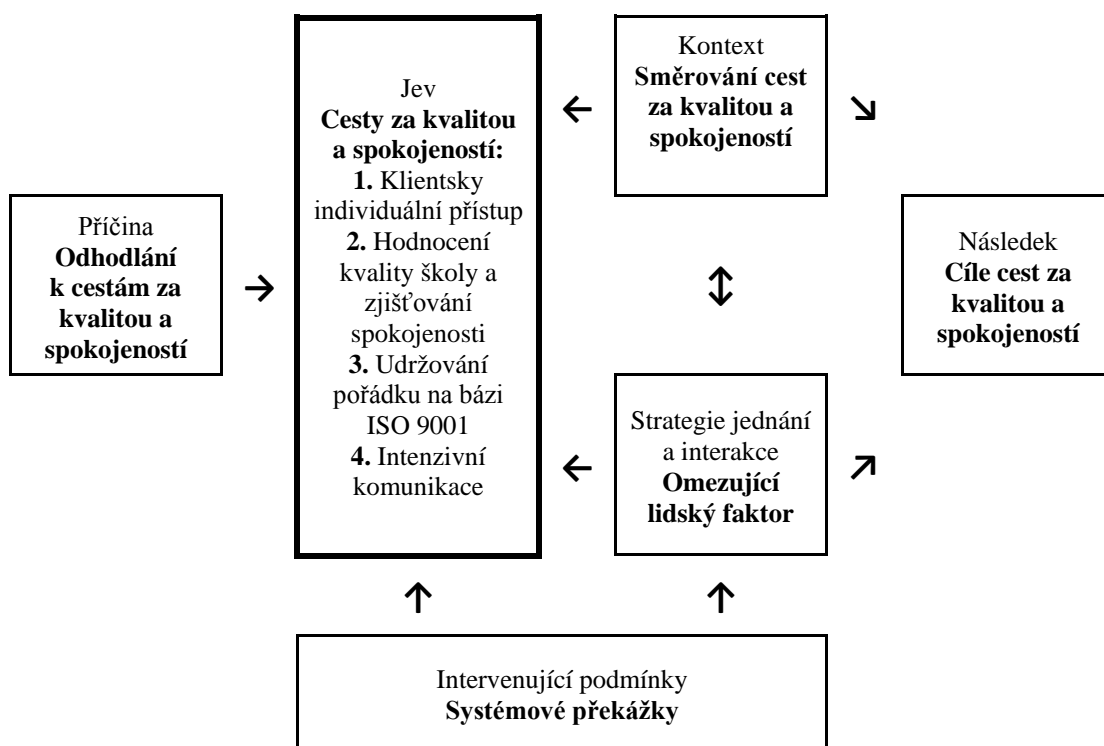 Příčina
Odhodlání
k cestám za
kvalitou a
spokojeností
Jev
Cesty za kvalitou
a spokojeností:
1. Klientsky
individuální přístup
2. Hodnocení
kvality školy a
zjišťování
spokojenosti
3. Udržování
pořádku na bázi
ISO 9001
4. Intenzivní
komunikace
Kontext
Směrování cest
za kvalitou a
spokojeností
Strategie jednání
a interakce
Omezující
lidský faktor
Následek
Cíle cest za
kvalitou a
spokojeností
Intervenující podmínky
Systémové překážky